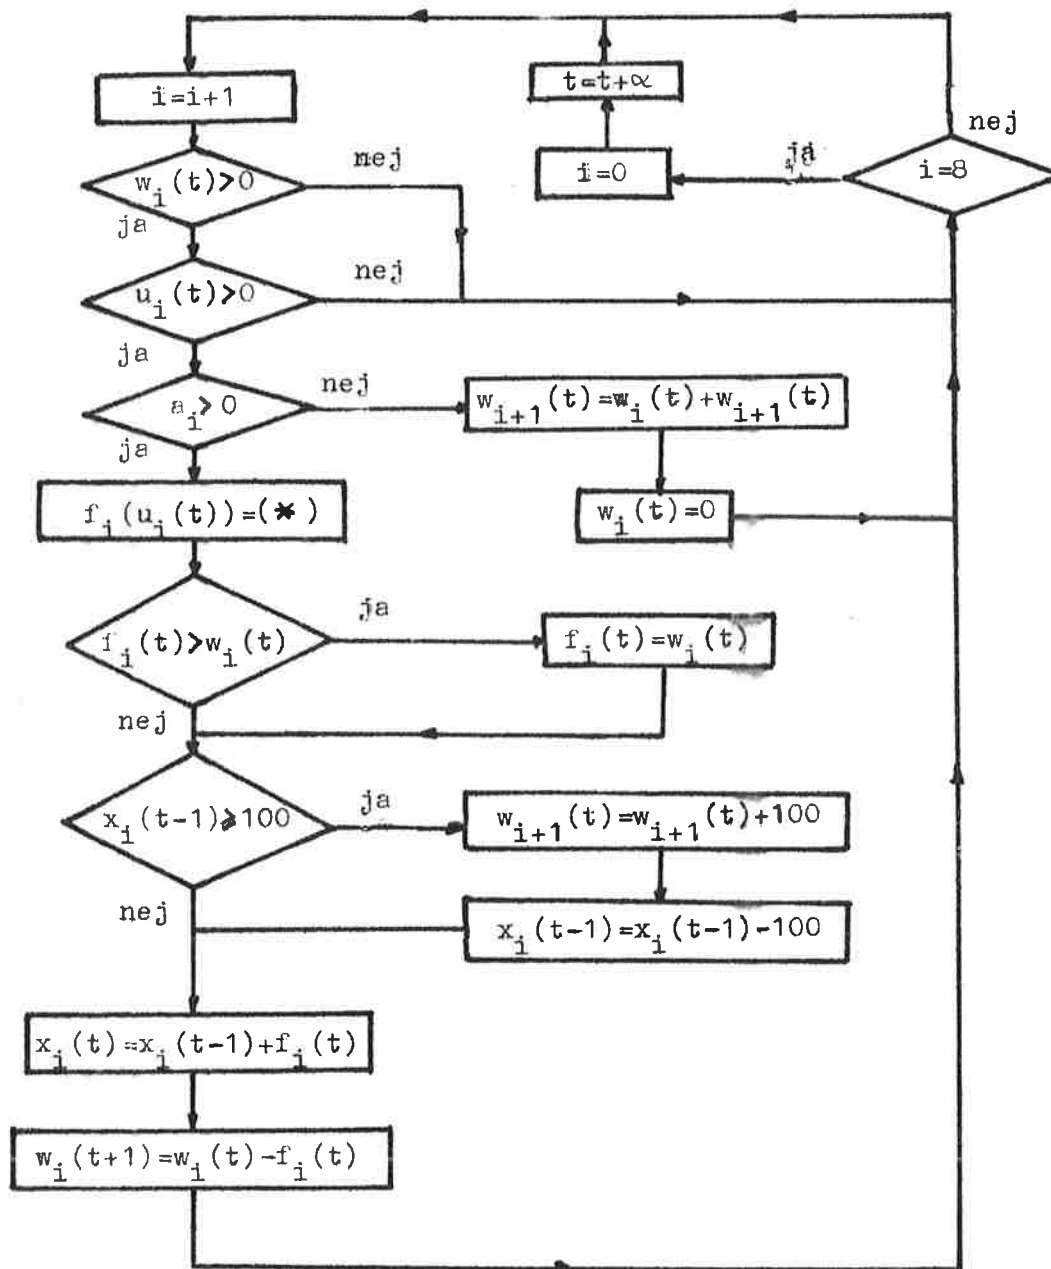 i=i+1
w_i(t)>0
nej
ja
u_i(t)>0
nej
ja
a_i>0
nej
ja
w_{i+1}(t)=w_i(t)+w_{i+1}(t)
w_i(t)=0
f_i(u_i(t))=(*)
f_i(t)>w_i(t)
ja
nej
f_i(t)=w_i(t)
x_i(t-1)⩾100
ja
nej
w_{i+1}(t)=w_{i+1}(t)+100
x_i(t-1)=x_i(t-1)-100
x_i(t)=x_i(t-1)+f_i(t)
w_i(t+1)=w_i(t)-f_i(t)
i=8
nej
ja
i=0
t=t+∝